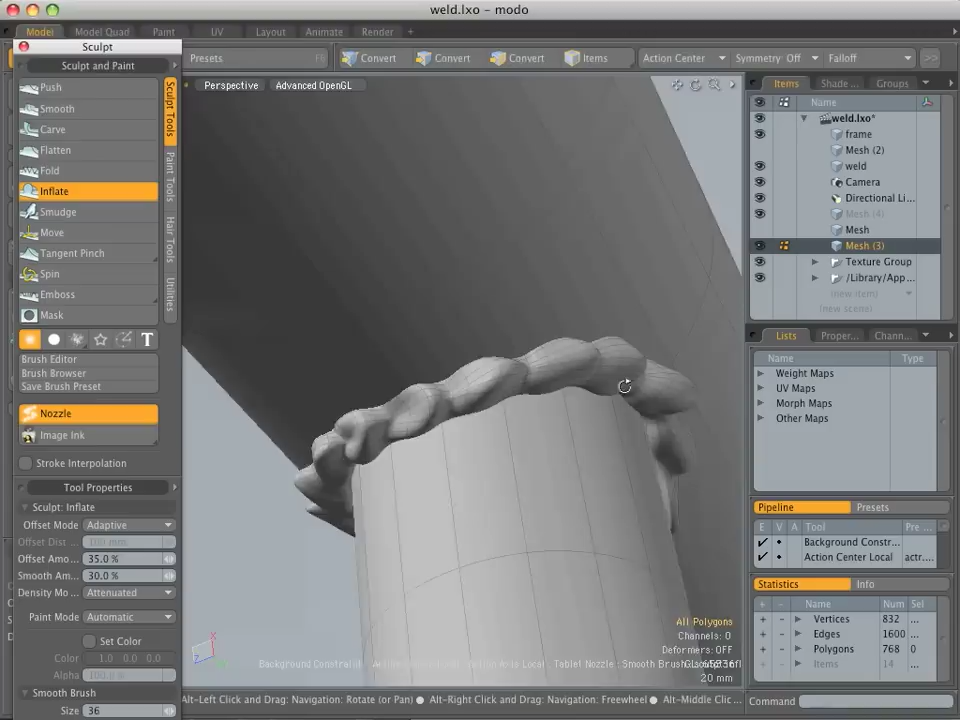 weld.lxo - modo
Model
Model Quad
Paint
UV
Layout
Animate
Render
+
Sculpt
Sculpt and Paint
Presets
Convert
Convert
Convert
Items
Action Center
Symmetry Off
Falloff
>>
Push
Smooth
Carve
Flatten
Fold
Inflate
Smudge
Move
Tangent Pinch
Spin
Emboss
Mask
Sculpt Tools
Paint Tools
Hair Tools
Utilities
T
Brush Editor
Brush Browser
Save Brush Preset
Nozzle
Image Ink
Stroke Interpolation
Tool Properties
Sculpt: Inflate
Offset Mode Adaptive
Offset Dist ... 100 mm
Offset Amo... 35.0 %
Smooth Am... 30.0 %
Density Mo... Attenuated
Paint Mode Automatic
Set Color
Color 1.0 0.0 0.0
Alpha 100.0 %
Smooth Brush
Size 36
Perspective
Advanced OpenGL
All Polygons
Channels: 0
Deformers: OFF
20 mm
Alt-Left Click and Drag: Navigation: Rotate (or Pan) ● Alt-Right Click and Drag: Navigation: Freewheel ● Alt-Middle Clic
Items
Shade...
Groups
Name
weld.lxo*
frame
Mesh (2)
weld
Camera
Directional Li...
Mesh (4)
Mesh
Mesh (3)
Texture Group
/Library/App...
(new item)
(new scene)
Lists
Proper...
Chann...
Name Type
Weight Maps
UV Maps
Morph Maps
Other Maps
Pipeline
Presets
E V A Tool Pre...
Background Constr...
Action Center Local actr....
Statistics
Info
Name Num Sel
+ - Vertices 832 ...
+ - Edges 1600 ...
+ - Polygons 768 0
+ - Items 14 ...
Command